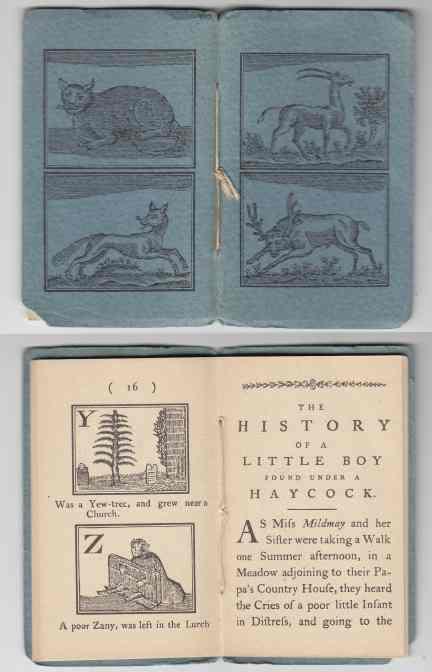 ( 16 )
Y
Was a Yew-tree, and grew near a
Church.
Z
A poor Zany, was left in the Lurch
THE
HISTORY
OF A
LITTLE BOY
FOUND UNDER A
HAYCOCK.
AS Miſs Mildmay and her
Siſter were taking a Walk
one Summer afternoon, in a
Meadow adjoining to their Pa-
pa's Country Houſe, they heard
the Cries of a poor little Infant
in Diſtreſs, and going to the